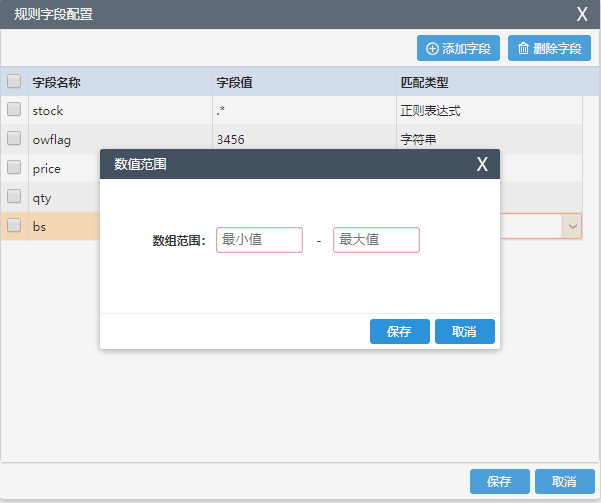 规则字段配置 X
添加字段 删除字段
字段名称 字段值 匹配类型
stock .* 正则表达式
owflag 3456 字符串
price
qty
bs
数值范围 X
数组范围： 最小值 - 最大值
保存 取消
保存 取消